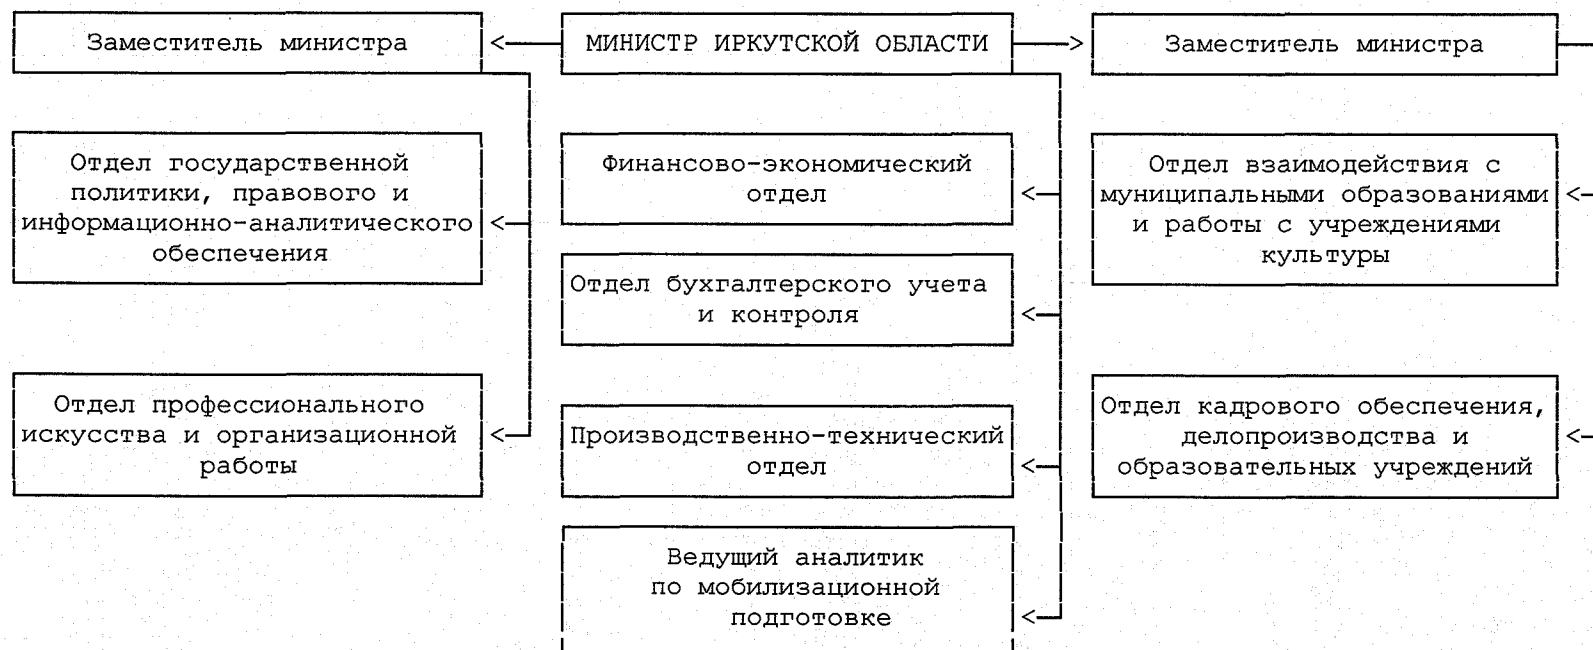 Заместитель министра
МИНИСТР ИРКУТСКОЙ ОБЛАСТИ
Заместитель министра
Отдел государственной
политики, правового и
информационно-аналитического
обеспечения
Финансово-экономический
отдел
Отдел взаимодействия с
муниципальными образованиями
и работы с учреждениями
культуры
Отдел бухгалтерского учета
и контроля
Отдел профессионального
искусства и организационной
работы
Производственно-технический
отдел
Отдел кадрового обеспечения,
делопроизводства и
образовательных учреждений
Ведущий аналитик
по мобилизационной
подготовке